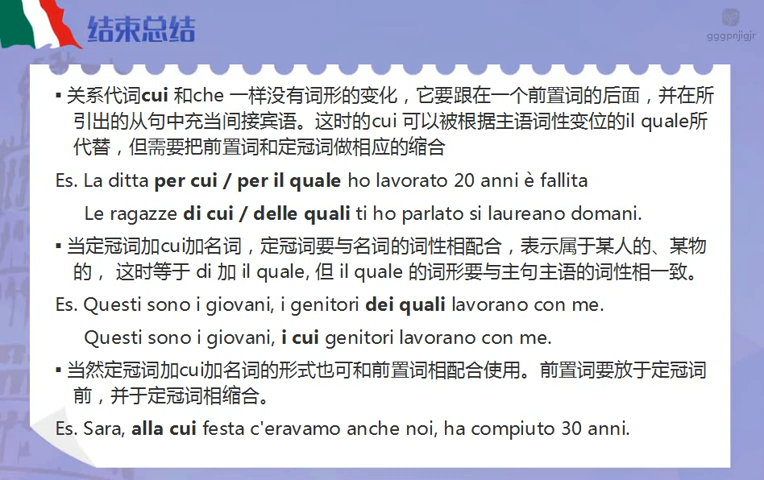 结束总结
gggpnjigjr
▪ 关系代词cui 和che 一样没有词形的变化，它要跟在一个前置词的后面，并在所
引出的从句中充当间接宾语。这时的cui 可以被根据主语词性变位的il quale所
代替，但需要把前置词和定冠词做相应的缩合
Es. La ditta per cui / per il quale ho lavorato 20 anni è fallita
Le ragazze di cui / delle quali ti ho parlato si laureano domani.
▪ 当定冠词加cui加名词，定冠词要与名词的词性相配合，表示属于某人的、某物
的， 这时等于 di 加 il quale, 但 il quale 的词形要与主句主语的词性相一致。
Es. Questi sono i giovani, i genitori dei quali lavorano con me.
Questi sono i giovani, i cui genitori lavorano con me.
▪ 当然定冠词加cui加名词的形式也可和前置词相配合使用。前置词要放于定冠词
前，并于定冠词相缩合。
Es. Sara, alla cui festa c'eravamo anche noi, ha compiuto 30 anni.